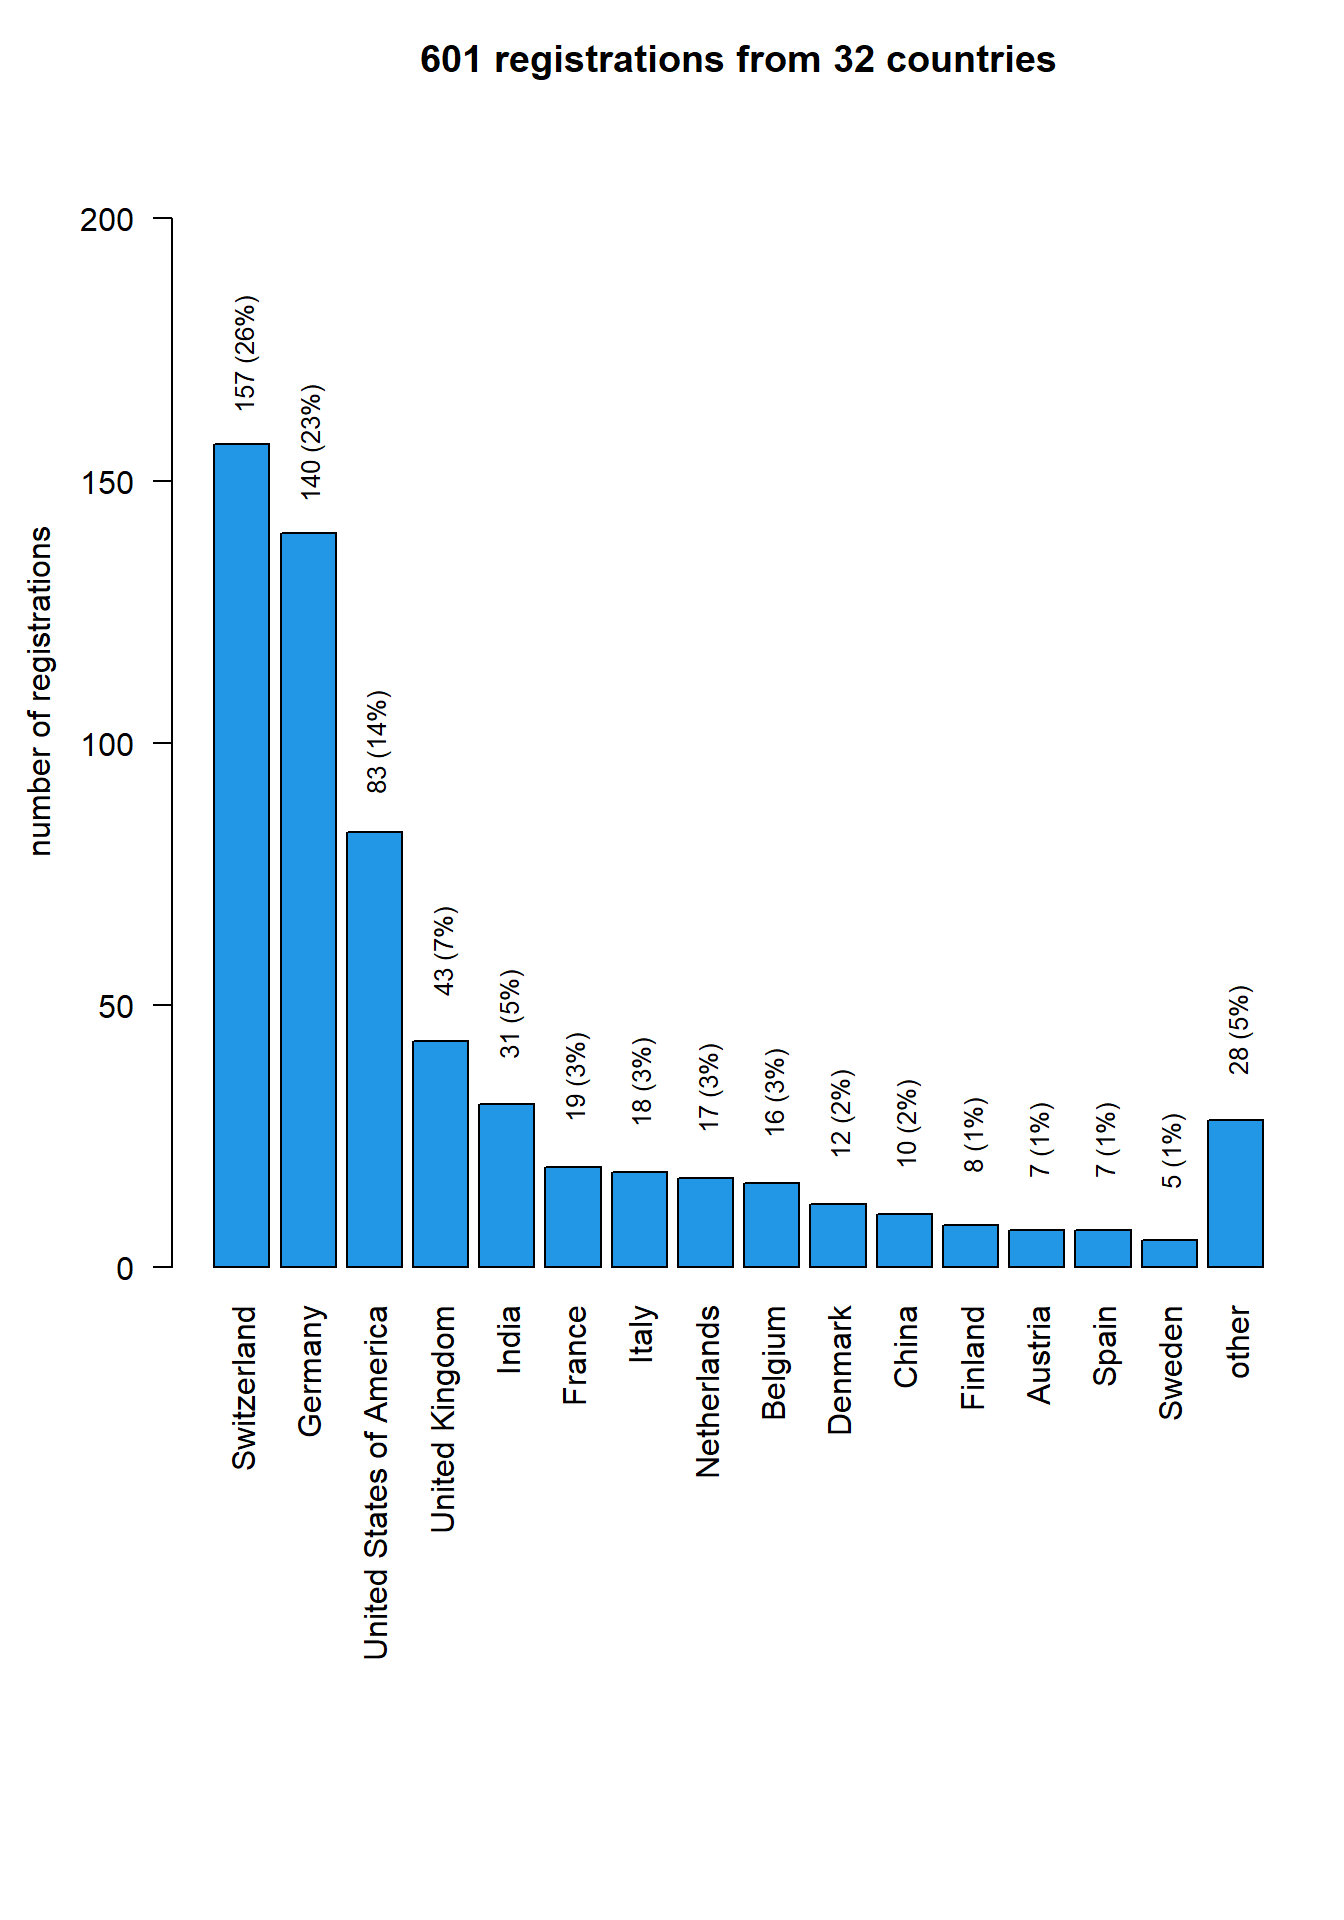 601 registrations from 32 countries
number of registrations
200
150
100
50
0
157 (26%)
140 (23%)
83 (14%)
43 (7%)
31 (5%)
19 (3%)
18 (3%)
17 (3%)
16 (3%)
12 (2%)
10 (2%)
8 (1%)
7 (1%)
7 (1%)
5 (1%)
28 (5%)
Switzerland
Germany
United States of America
United Kingdom
India
France
Italy
Netherlands
Belgium
Denmark
China
Finland
Austria
Spain
Sweden
other